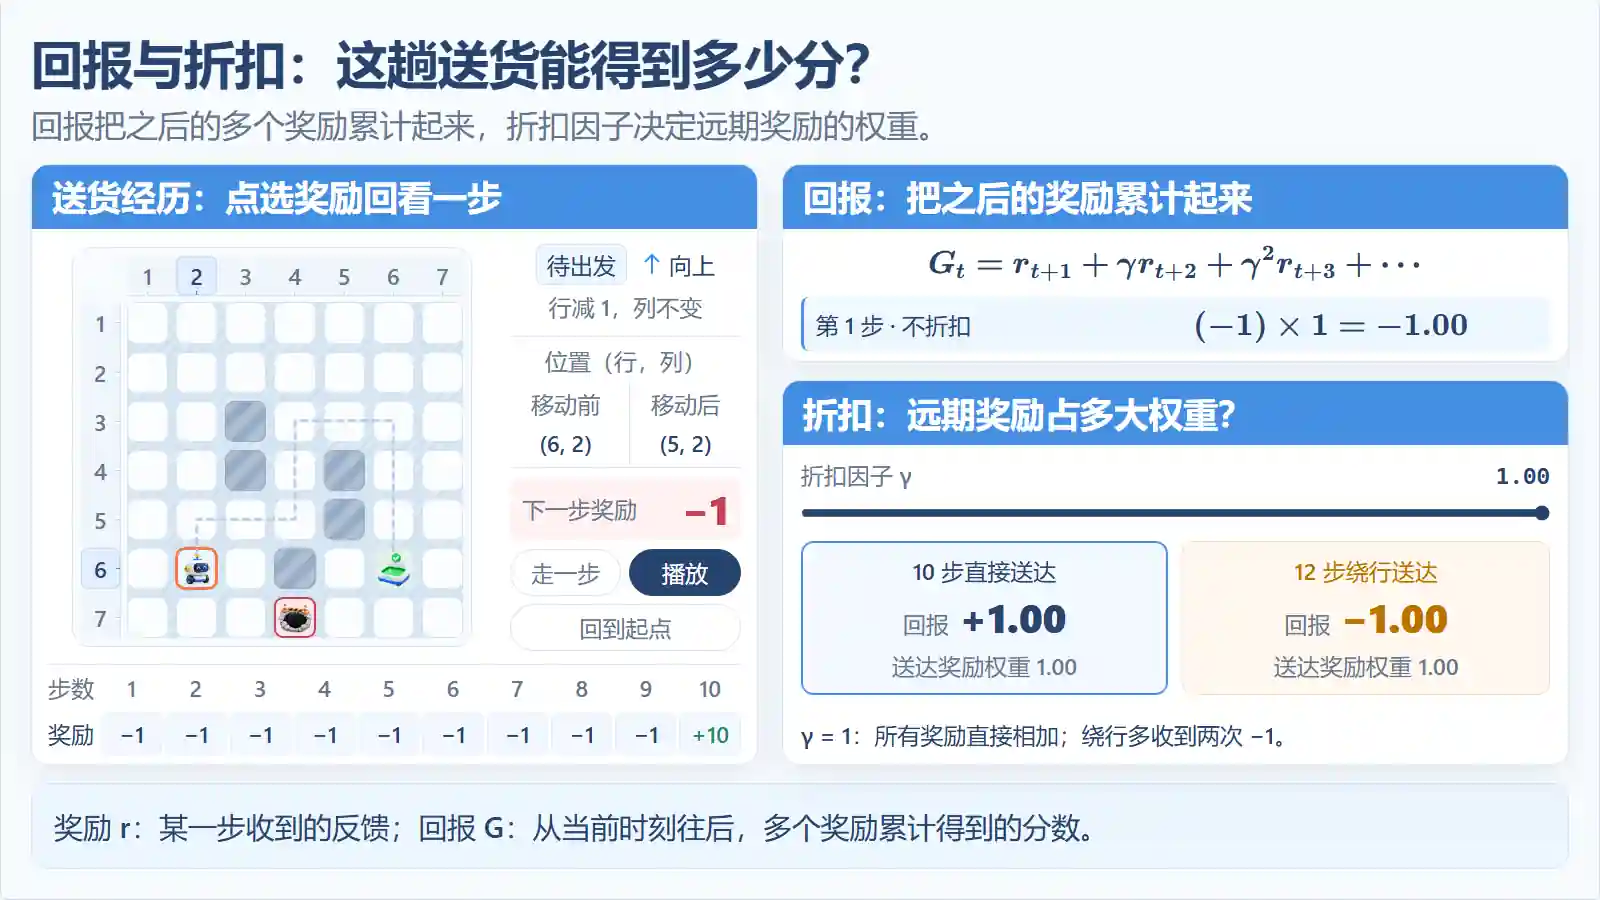 回报与折扣：这趟送货能得到多少分？
回报把之后的多个奖励累计起来，折扣因子决定远期奖励的权重。
送货经历：点选奖励回看一步
1 2 3 4 5 6 7
1
2
3
4
5
6
7
待出发 ↑ 向上
行减 1，列不变
位置（行，列）
移动前 移动后
(6, 2) (5, 2)
下一步奖励 −1
走一步 播放
回到起点
步数 1 2 3 4 5 6 7 8 9 10
奖励 −1 −1 −1 −1 −1 −1 −1 −1 −1 +10
回报：把之后的奖励累计起来
G_t = r_{t+1} + γr_{t+2} + γ²r_{t+3} + ⋯
第 1 步 · 不折扣 (−1) × 1 = −1.00
折扣：远期奖励占多大权重？
折扣因子 γ 1.00
10 步直接送达
回报 +1.00
送达奖励权重 1.00
12 步绕行送达
回报 −1.00
送达奖励权重 1.00
γ = 1：所有奖励直接相加；绕行多收到两次 −1。
奖励 r：某一步收到的反馈；回报 G：从当前时刻往后，多个奖励累计得到的分数。